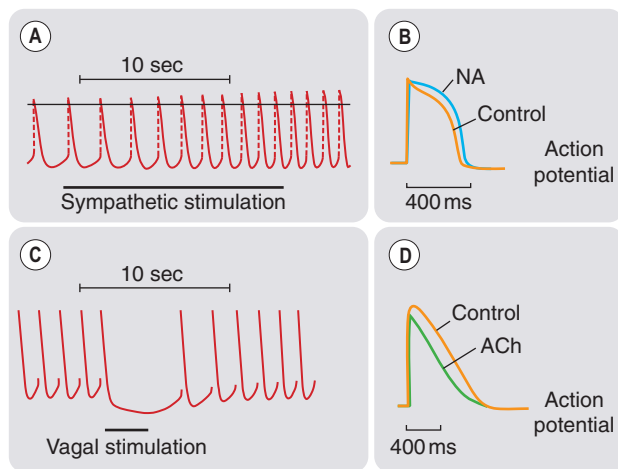 A
10 sec
Sympathetic stimulation
B
NA
Control
Action
potential
400 ms
C
10 sec
Vagal stimulation
D
Control
ACh
Action
potential
400 ms